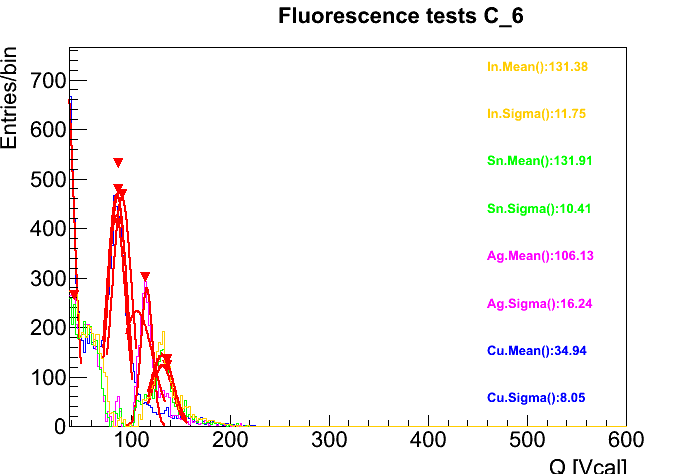 Fluorescence tests C_6
Entries/bin
700
600
500
400
300
200
100
0
100
200
300
400
500
600
Q [Vcal]
In.Mean():131.38
In.Sigma():11.75
Sn.Mean():131.91
Sn.Sigma():10.41
Ag.Mean():106.13
Ag.Sigma():16.24
Cu.Mean():34.94
Cu.Sigma():8.05